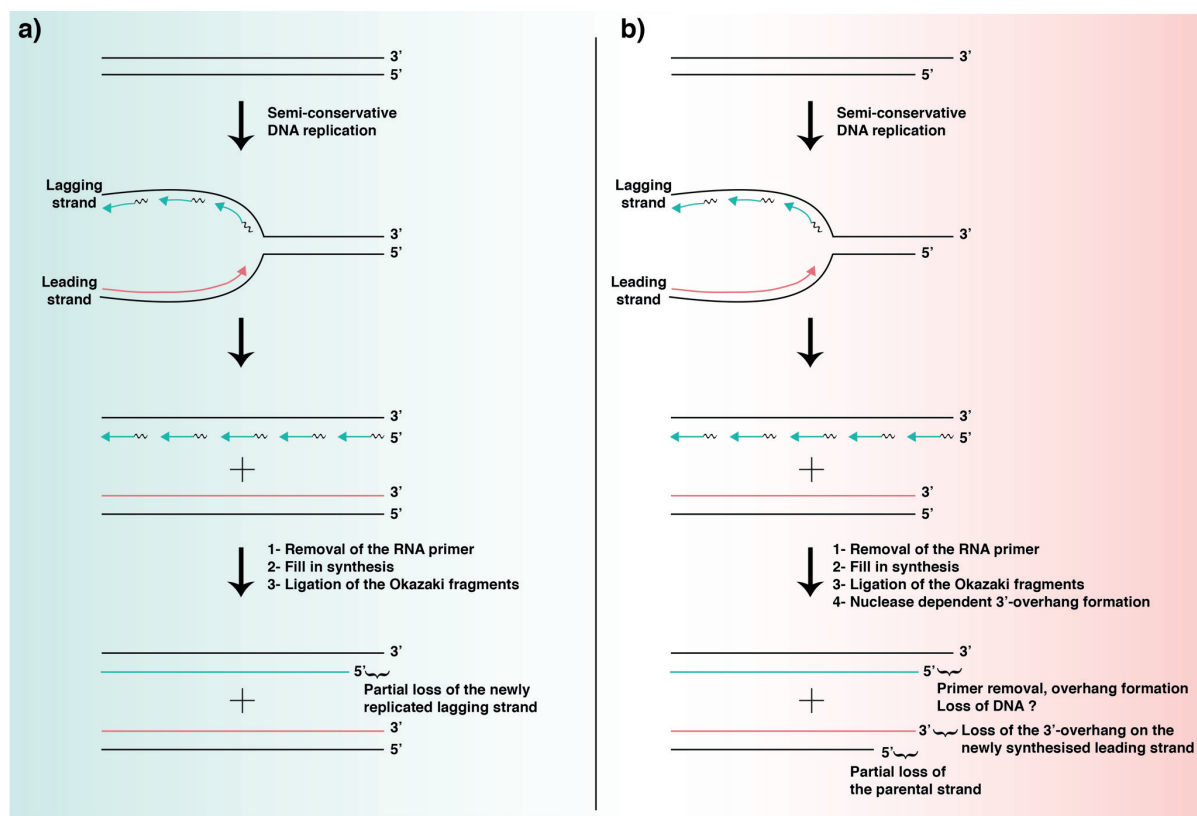 a)
3'
5'
Semi-conservative
DNA replication
Lagging
strand
3'
5'
Leading
strand
3'
5'
3'
5'
1- Removal of the RNA primer
2- Fill in synthesis
3- Ligation of the Okazaki fragments
3'
5'
Partial loss of the newly
replicated lagging strand
3'
5'
b)
3'
5'
Semi-conservative
DNA replication
Lagging
strand
3'
5'
Leading
strand
3'
5'
3'
5'
1- Removal of the RNA primer
2- Fill in synthesis
3- Ligation of the Okazaki fragments
4- Nuclease dependent 3'-overhang formation
3'
5'
Primer removal, overhang formation
Loss of DNA ?
3'
Loss of the 3'-overhang on the
newly synthesised leading strand
5'
Partial loss of
the parental strand